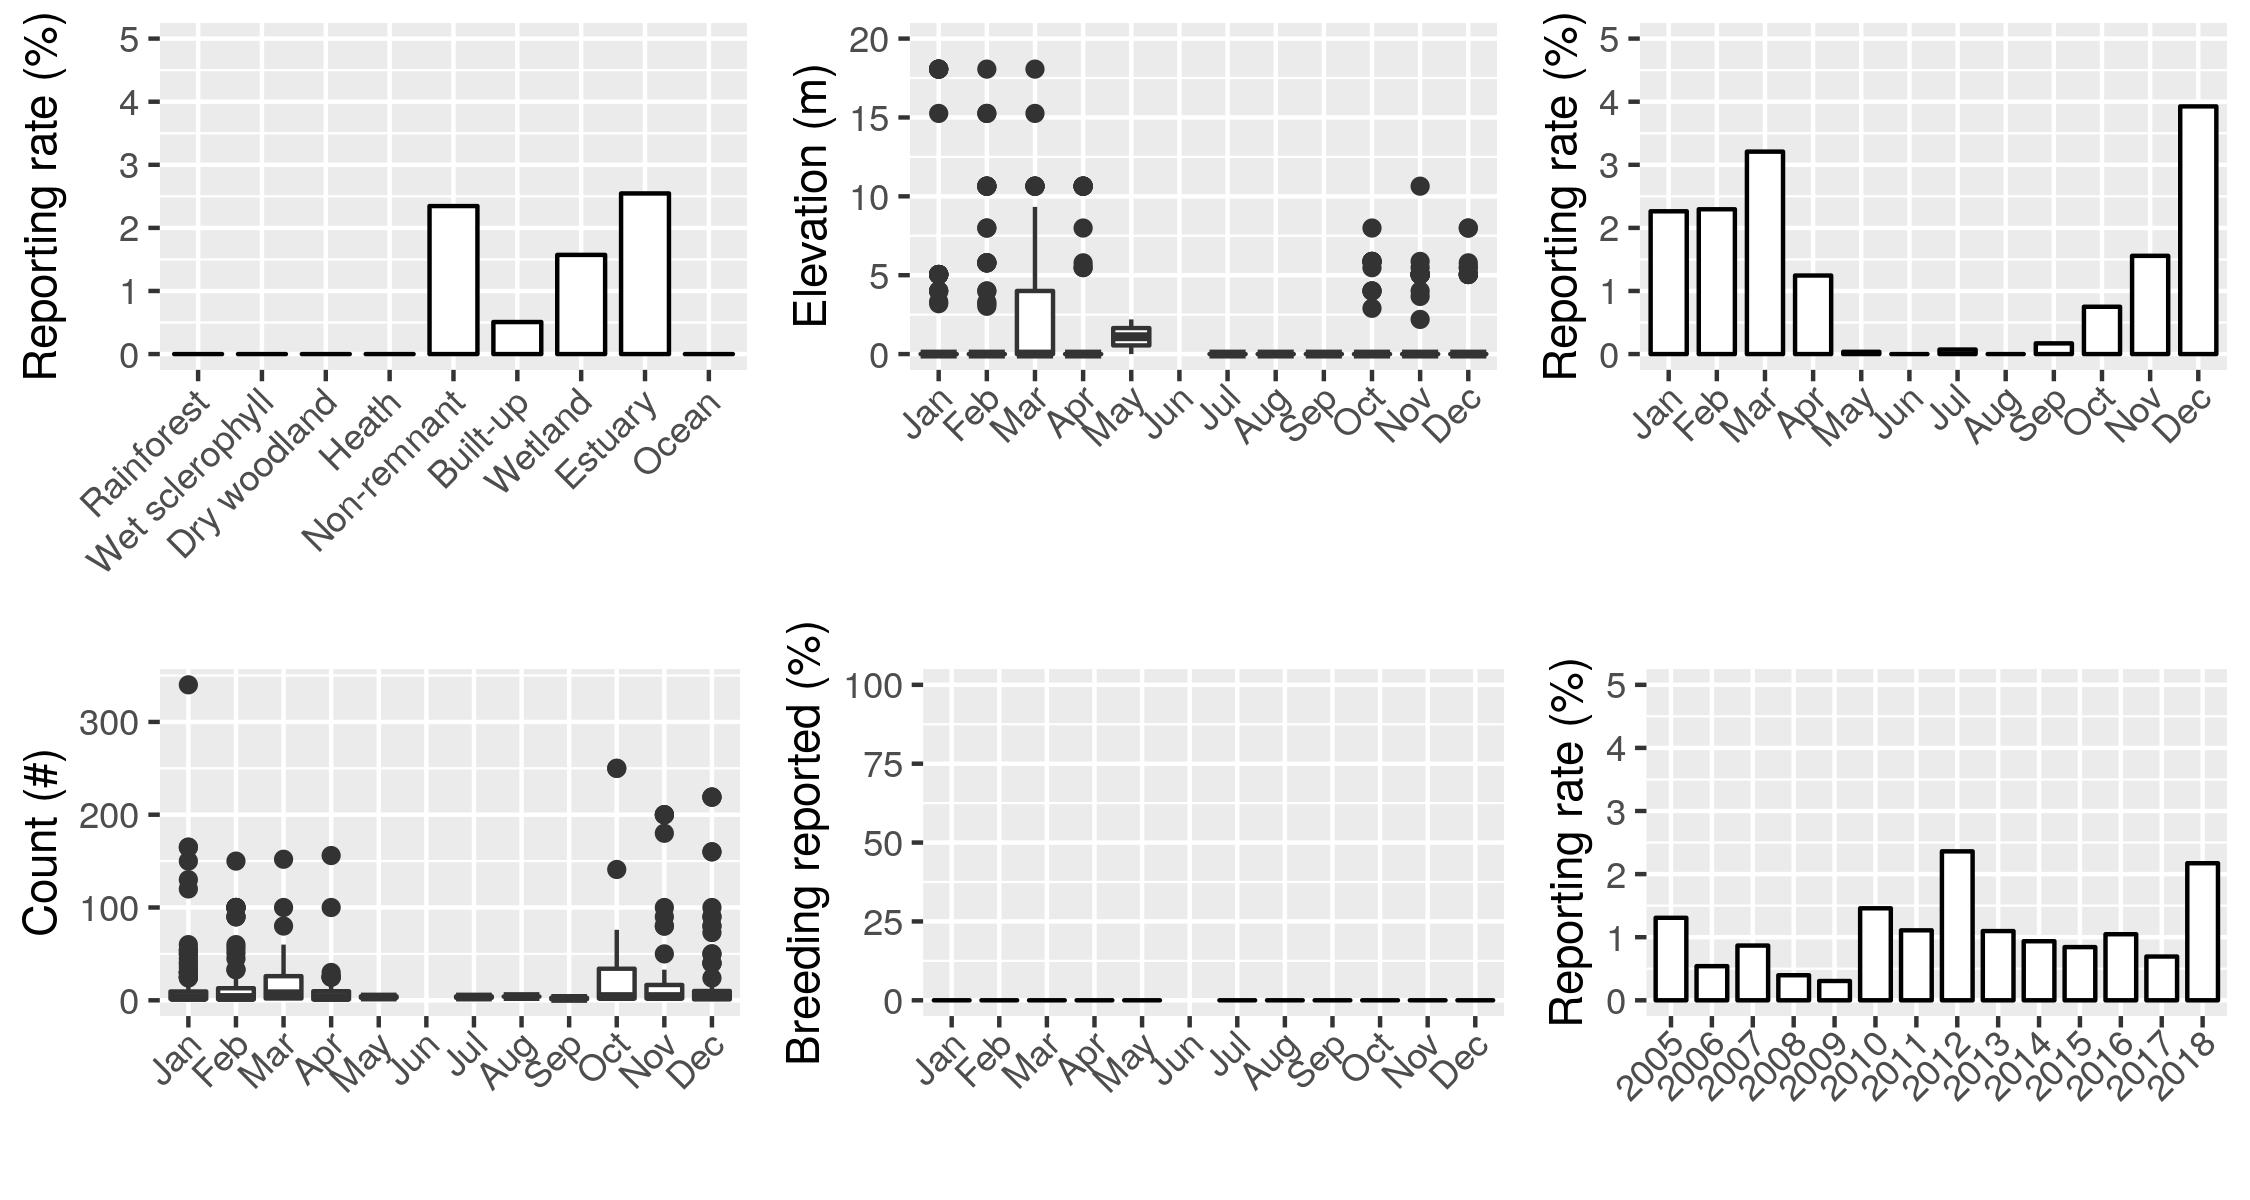 Reporting rate (%)
5
4
3
2
1
0
Rainforest
Wet sclerophyll
Dry woodland
Heath
Non-remnant
Built-up
Wetland
Estuary
Ocean
Elevation (m)
20
15
10
5
0
Jan Feb Mar Apr May Jun Jul Aug Sep Oct Nov Dec
Reporting rate (%)
5
4
3
2
1
0
Jan Feb Mar Apr May Jun Jul Aug Sep Oct Nov Dec
Count (#)
300
200
100
0
Jan Feb Mar Apr May Jun Jul Aug Sep Oct Nov Dec
Breeding reported (%)
100
75
50
25
0
Jan Feb Mar Apr May Jun Jul Aug Sep Oct Nov Dec
Reporting rate (%)
5
4
3
2
1
0
2005 2006 2007 2008 2009 2010 2011 2012 2013 2014 2015 2016 2017 2018